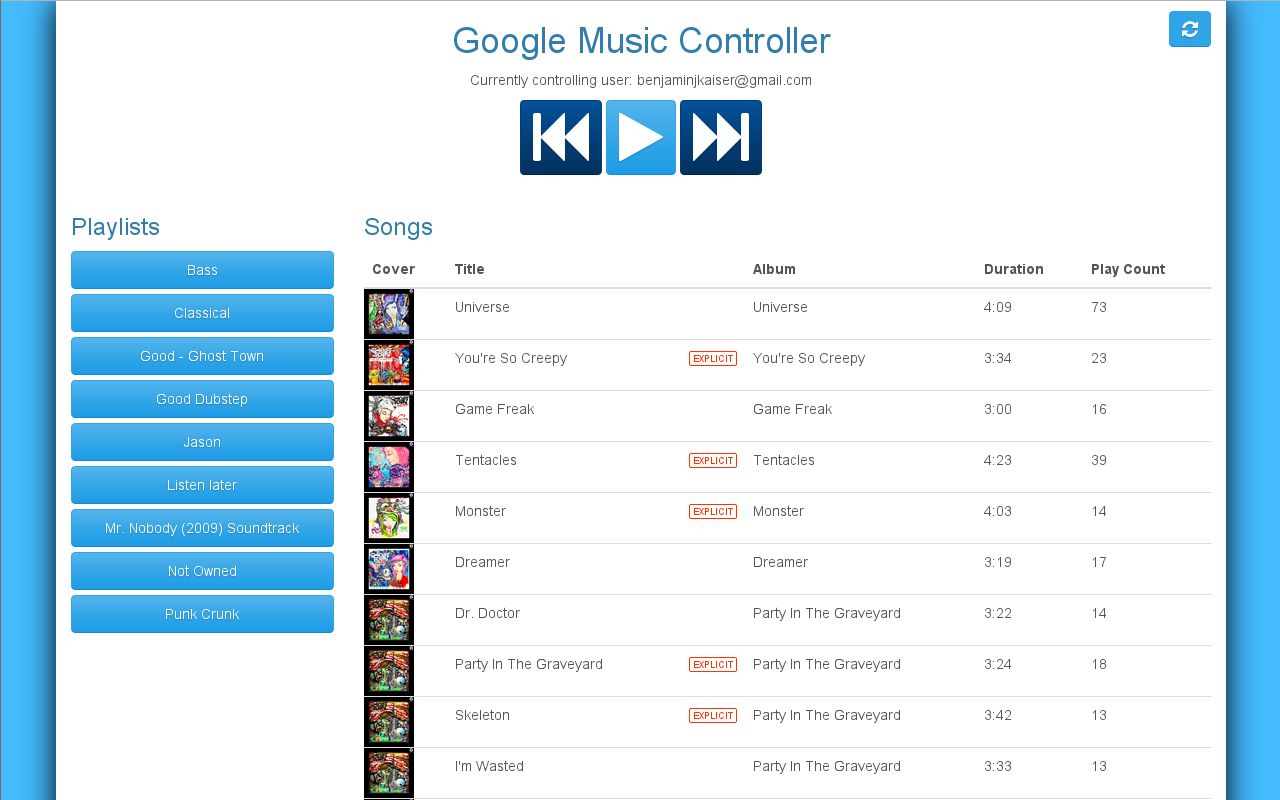 Google Music Controller
Currently controlling user: benjaminjkaiser@gmail.com
Playlists
Bass
Classical
Good - Ghost Town
Good Dubstep
Jason
Listen later
Mr. Nobody (2009) Soundtrack
Not Owned
Punk Crunk
Songs
Cover Title Album Duration Play Count
Universe Universe 4:09 73
You're So Creepy EXPLICIT You're So Creepy 3:34 23
Game Freak Game Freak 3:00 16
Tentacles EXPLICIT Tentacles 4:23 39
Monster EXPLICIT Monster 4:03 14
Dreamer Dreamer 3:19 17
Dr. Doctor Party In The Graveyard 3:22 14
Party In The Graveyard EXPLICIT Party In The Graveyard 3:24 18
Skeleton EXPLICIT Party In The Graveyard 3:42 13
I'm Wasted Party In The Graveyard 3:33 13